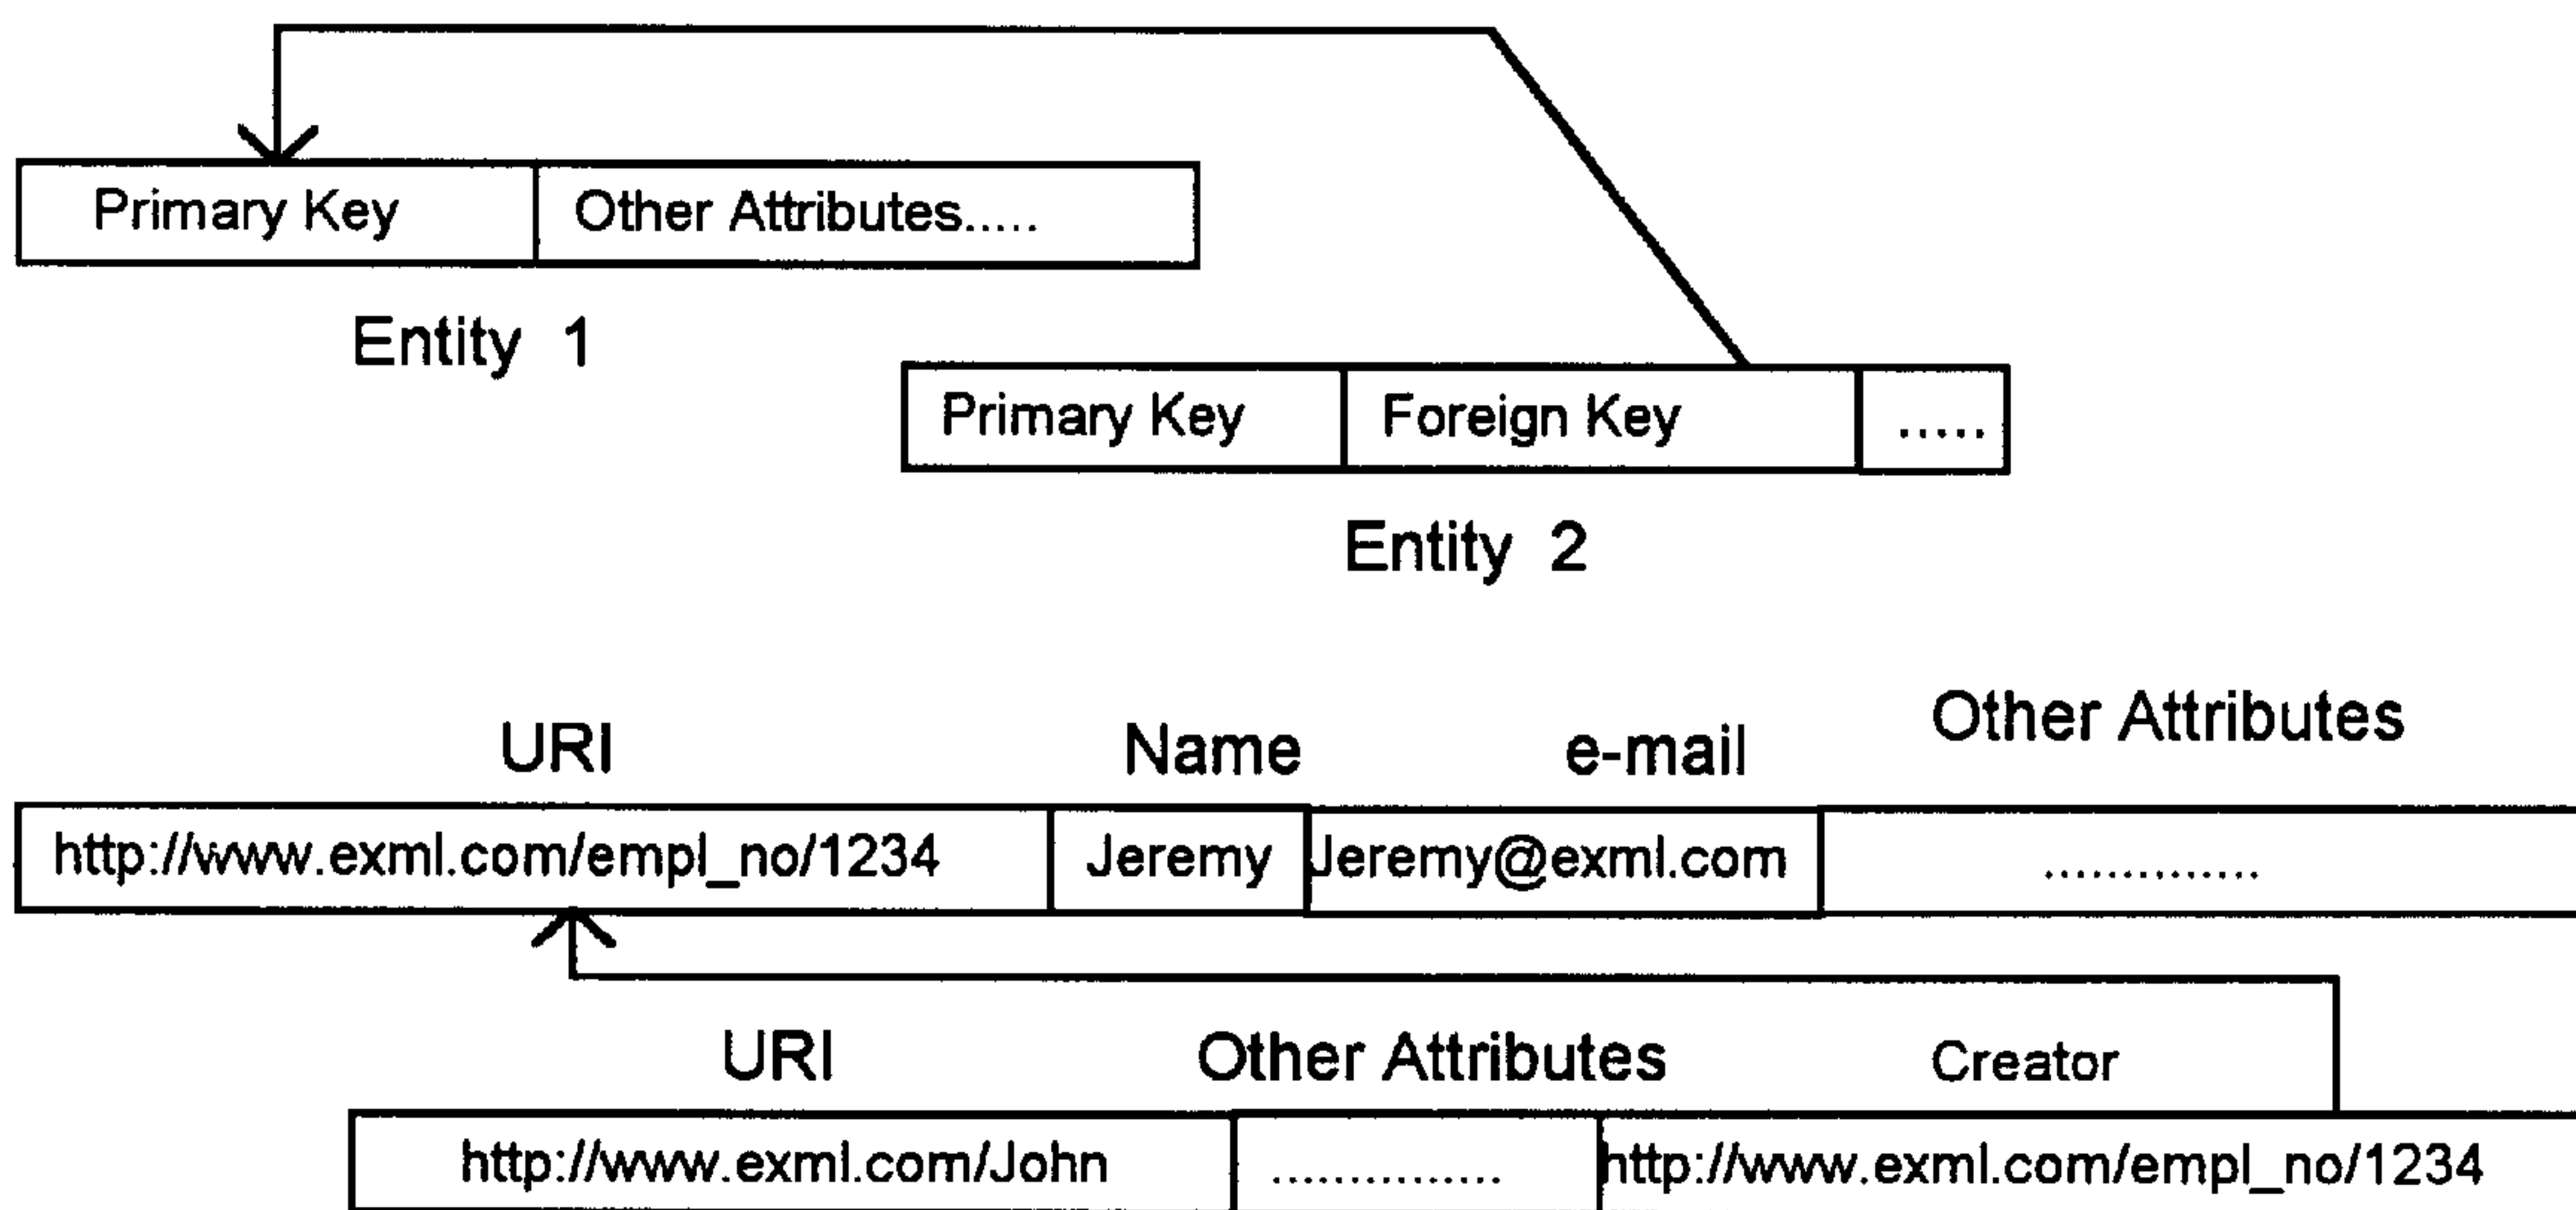 Primary Key Other Attributes.....
Entity 1
Primary Key Foreign Key .....
Entity 2
URI Name e-mail Other Attributes
http://www.exml.com/empl_no/1234 Jeremy Jeremy@exml.com ..............
URI Other Attributes Creator
http://www.exml.com/John ............... http://www.exml.com/empl_no/1234